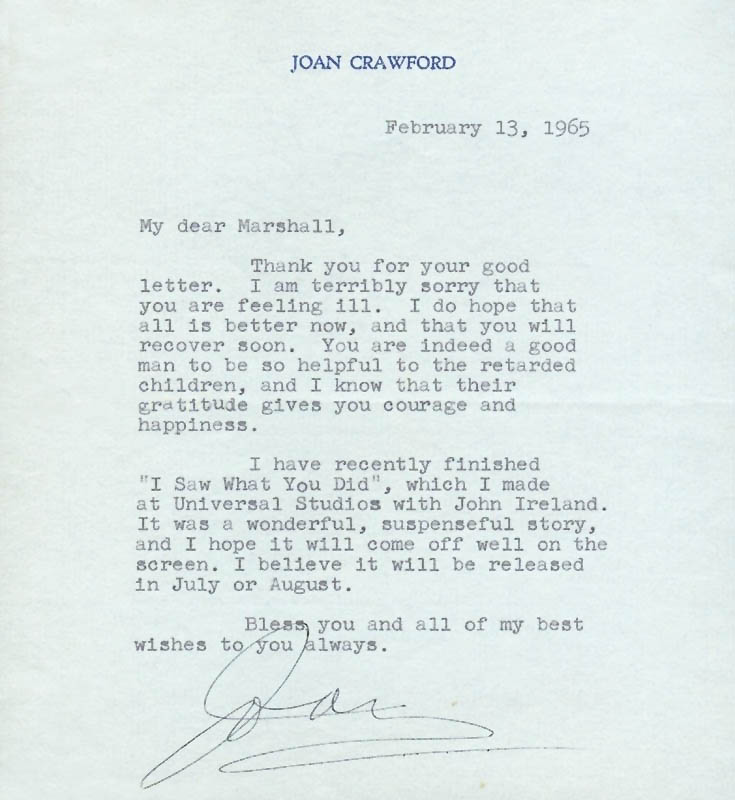 JOAN CRAWFORD
February 13, 1965
My dear Marshall,
Thank you for your good
letter. I am terribly sorry that
you are feeling ill. I do hope that
all is better now, and that you will
recover soon. You are indeed a good
man to be so helpful to the retarded
children, and I know that their
gratitude gives you courage and
happiness.
I have recently finished
"I Saw What You Did", which I made
at Universal Studios with John Ireland.
It was a wonderful, suspenseful story,
and I hope it will come off well on the
screen. I believe it will be released
in July or August.
Bless you and all of my best
wishes to you always.
Joan